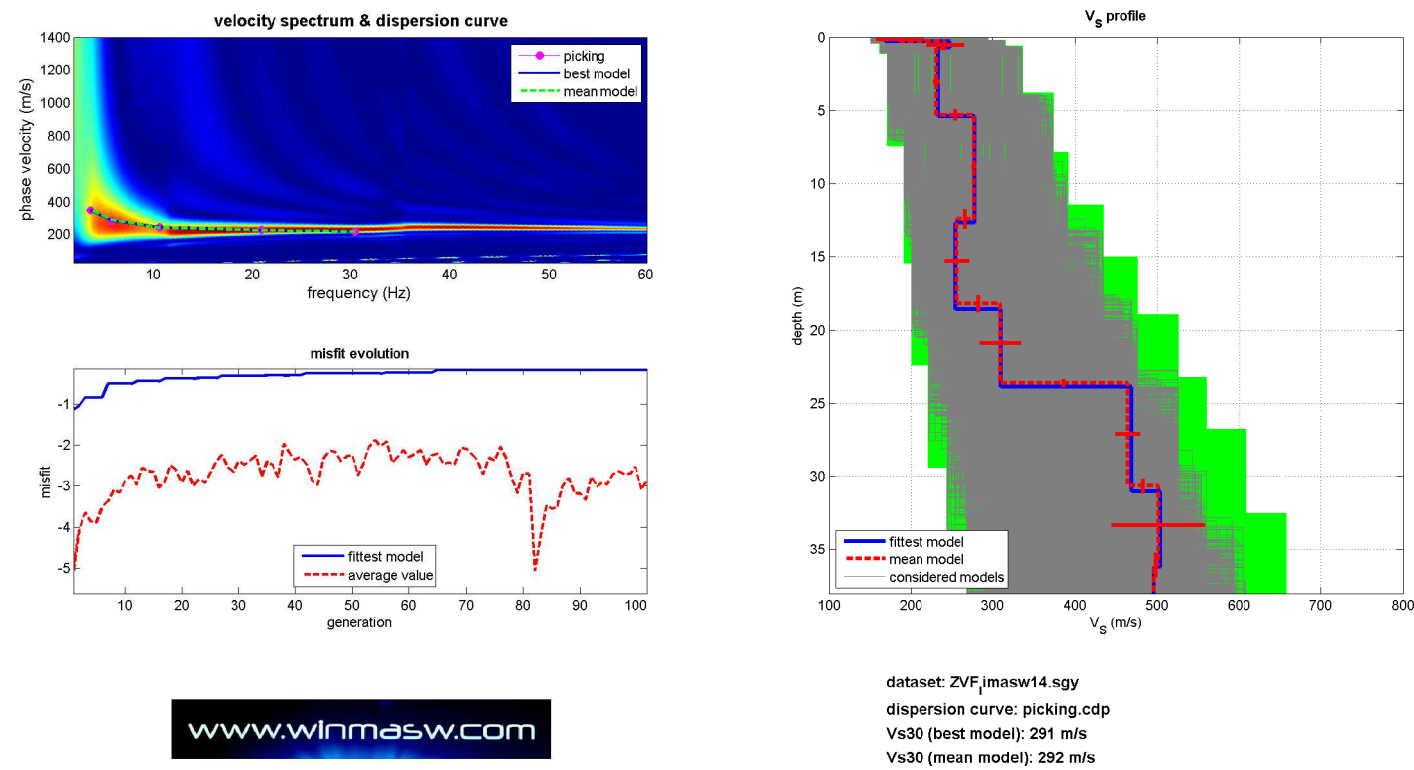 velocity spectrum & dispersion curve
1400
1200
1000
800
600
400
200
phase velocity (m/s)
picking
best model
mean model
10
20
30
40
50
60
frequency (Hz)
misfit evolution
-1
-2
-3
-4
-5
misfit
fittest model
average value
10
20
30
40
50
60
70
80
90
100
generation
www.winmasw.com
VS profile
0
5
10
15
20
25
30
35
depth (m)
fittest model
mean model
considered models
100
200
300
400
500
600
700
800
VS (m/s)
dataset: ZVFlimasw14.sgy
dispersion curve: picking.cdp
Vs30 (best model): 291 m/s
Vs30 (mean model): 292 m/s